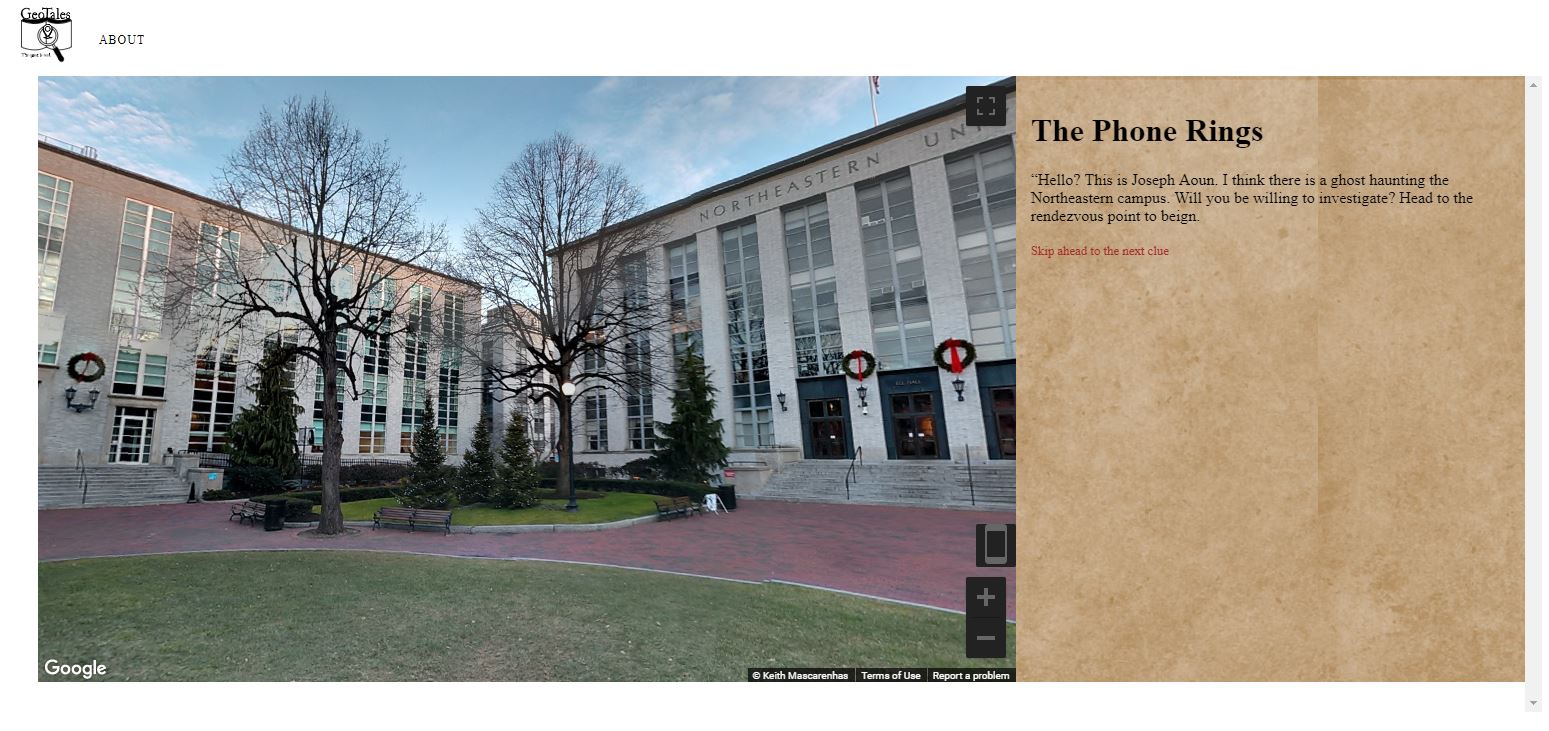 GeoTales
ABOUT
NORTHEASTERN UN
ELL HALL
Google
© Keith Mascarenhas
Terms of Use
Report a problem
The Phone Rings
“Hello? This is Joseph Aoun. I think there is a ghost haunting the
Northeastern campus. Will you be willing to investigate? Head to the
rendezvous point to beign.
Skip ahead to the next clue